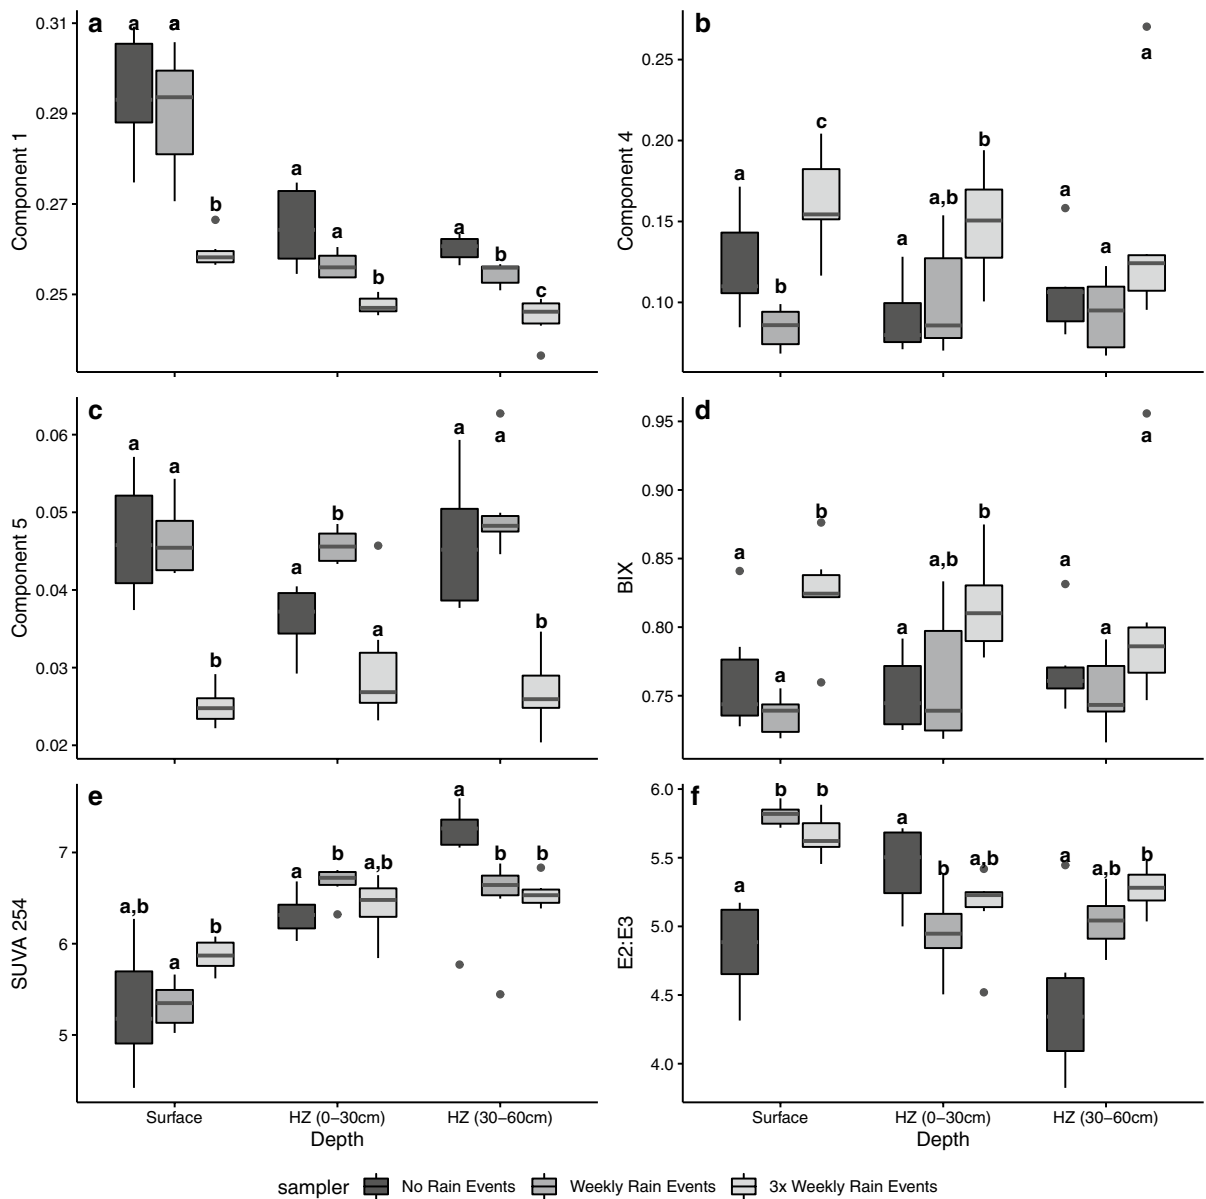 a
0.31
0.29
0.27
0.25
Component 1
a a b
a a b
a b c
b
0.25
0.20
0.15
0.10
Component 4
a b c
a a,b b
a a a
c
0.06
0.05
0.04
0.03
0.02
Component 5
a a b
a b a
a a b
d
0.95
0.90
0.85
0.80
0.75
BIX
a a b
a a,b b
a a a
e
7
6
5
SUVA 254
a,b a b
a b a,b
a b b
Surface HZ (0–30cm) HZ (30–60cm)
Depth
f
6.0
5.5
5.0
4.5
4.0
E2:E3
a b b
a b a,b
a a,b b
Surface HZ (0–30cm) HZ (30–60cm)
Depth
sampler No Rain Events Weekly Rain Events 3x Weekly Rain Events